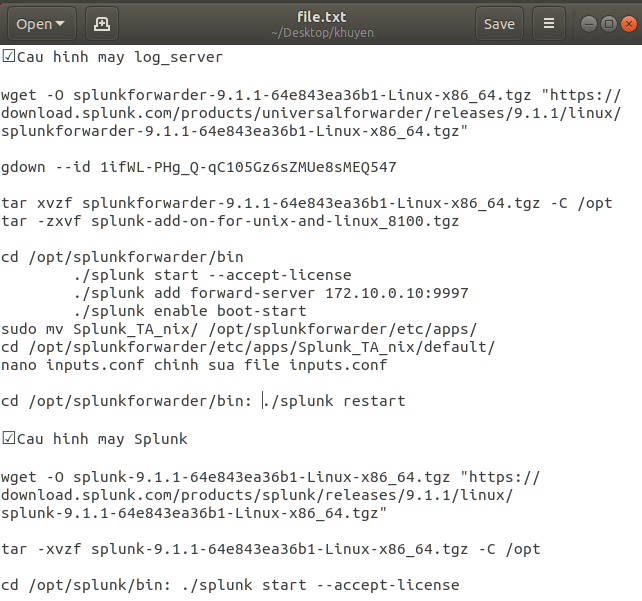 Open
file.txt
~/Desktop/khuyen
Save
☑Cau hinh may log_server
wget -O splunkforwarder-9.1.1-64e843ea36b1-Linux-x86_64.tgz "https://
download.splunk.com/products/universalforwarder/releases/9.1.1/linux/
splunkforwarder-9.1.1-64e843ea36b1-Linux-x86_64.tgz"
gdown --id 1ifWL-PHg_Q-qC105Gz6sZMUe8sMEQ547
tar xvzf splunkforwarder-9.1.1-64e843ea36b1-Linux-x86_64.tgz -C /opt
tar -zxvf splunk-add-on-for-unix-and-linux_8100.tgz
cd /opt/splunkforwarder/bin
./splunk start --accept-license
./splunk add forward-server 172.10.0.10:9997
./splunk enable boot-start
sudo mv Splunk_TA_nix/ /opt/splunkforwarder/etc/apps/
cd /opt/splunkforwarder/etc/apps/Splunk_TA_nix/default/
nano inputs.conf chinh sua file inputs.conf
cd /opt/splunkforwarder/bin: ./splunk restart
☑Cau hinh may Splunk
wget -O splunk-9.1.1-64e843ea36b1-Linux-x86_64.tgz "https://
download.splunk.com/products/splunk/releases/9.1.1/linux/
splunk-9.1.1-64e843ea36b1-Linux-x86_64.tgz"
tar -xvzf splunk-9.1.1-64e843ea36b1-Linux-x86_64.tgz -C /opt
cd /opt/splunk/bin: ./splunk start --accept-license